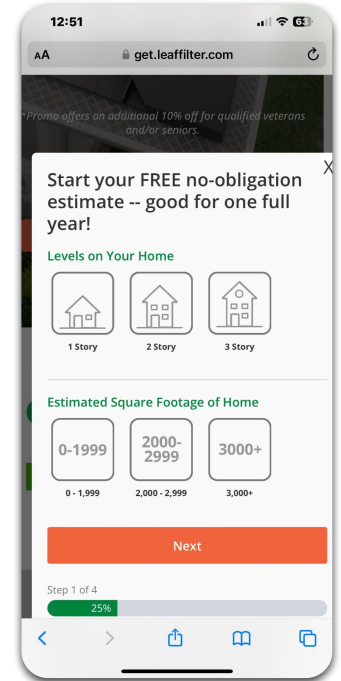 12:51
63
AA
get.leaffilter.com
*Promo offers an additional 10% off for qualified veterans
and/or seniors.
X
Start your FREE no-obligation
estimate -- good for one full
year!
Levels on Your Home
1 Story
2 Story
3 Story
Estimated Square Footage of Home
0-1999
2000-
2999
3000+
0 - 1,999
2,000 - 2,999
3,000+
Next
Step 1 of 4
25%